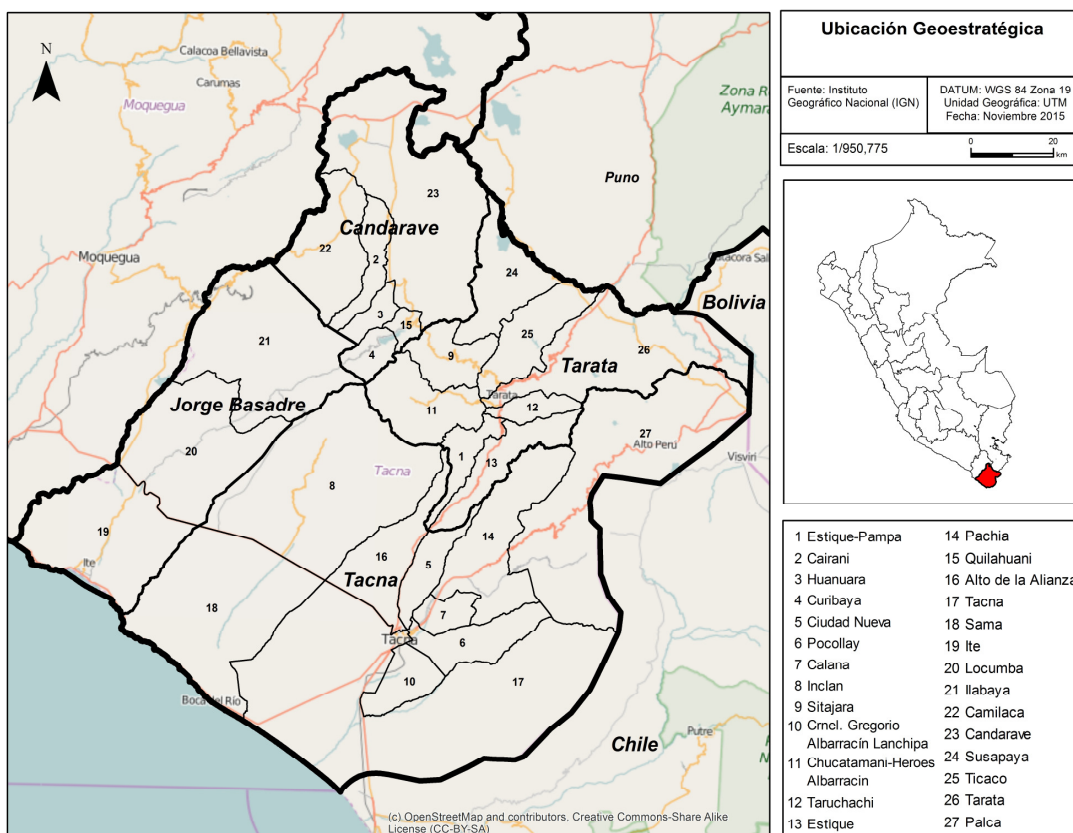 N
Calacoa Bellavista
Carumas
Moquegua
Zona R
Aymara
Puno
23
Candarave
22
2
24
Moquegua
Catacora Sal
Bolivia
3
15
25
21
4
9
26
Tarata
Jorge Basadre
Tarata
12
11
27
Alto Perú
20
1
13
Visviri
Tacna
8
19
14
Ite
16
5
Tacna
18
7
Tacna
6
10
17
Boca del Río
Chile
Putre
(c) OpenStreetMap and contributors. Creative Commons-Share Alike
License (CC-BY-SA)
Ubicación Geoestratégica
Fuente: Instituto
Geográfico Nacional (IGN)
DATUM: WGS 84 Zona 19
Unidad Geográfica: UTM
Fecha: Noviembre 2015
Escala: 1/950,775
0 20
km
1 Estique-Pampa
2 Cairani
3 Huanuara
4 Curibaya
5 Ciudad Nueva
6 Pocollay
7 Calana
8 Inclan
9 Sitajara
10 Crncl. Gregorio
Albarracín Lanchipa
11 Chucatamani-Heroes
Albarracin
12 Taruchachi
13 Estique
14 Pachia
15 Quilahuani
16 Alto de la Alianza
17 Tacna
18 Sama
19 Ite
20 Locumba
21 Ilabaya
22 Camilaca
23 Candarave
24 Susapaya
25 Ticaco
26 Tarata
27 Palca